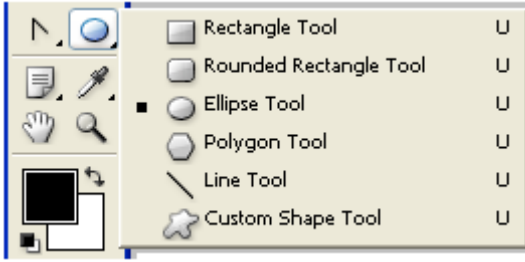 Rectangle Tool U
Rounded Rectangle Tool U
Ellipse Tool U
Polygon Tool U
Line Tool U
Custom Shape Tool U